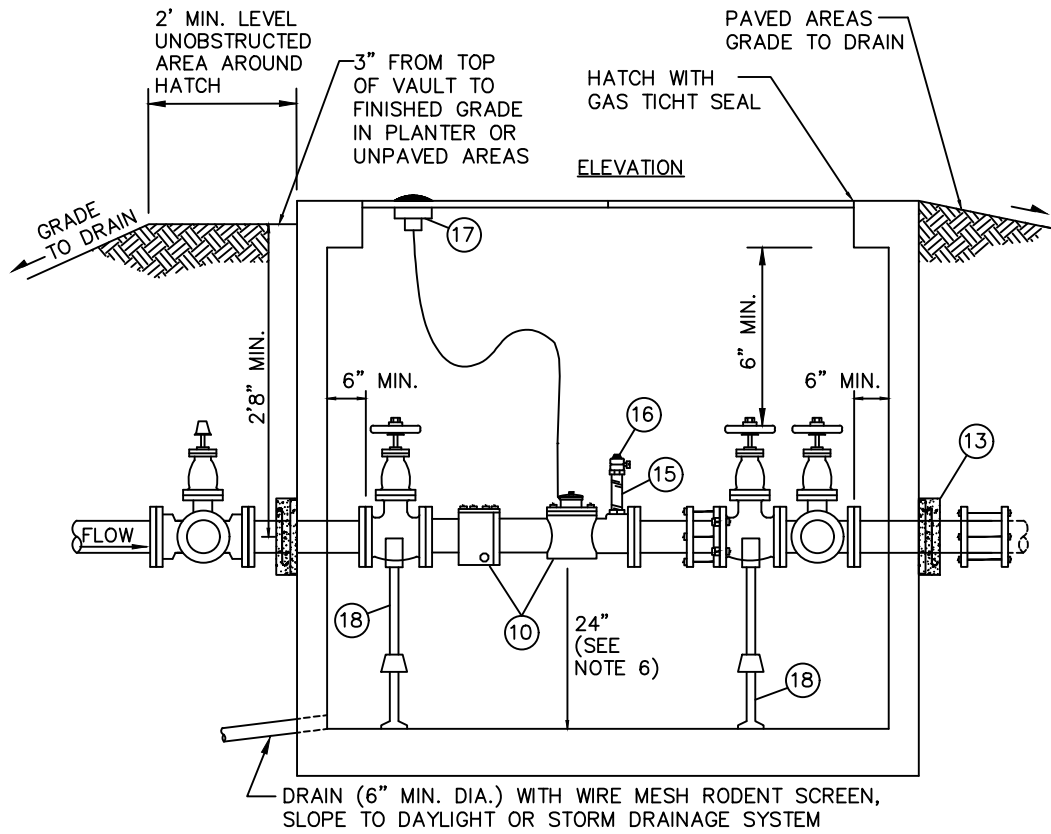 2' MIN. LEVEL
UNOBSTRUCTED
AREA AROUND
HATCH
3" FROM TOP
OF VAULT TO
FINISHED GRADE
IN PLANTER OR
UNPAVED AREAS
PAVED AREAS
GRADE TO DRAIN
HATCH WITH
GAS TICHT SEAL
ELEVATION
GRADE
TO DRAIN
17
2'8" MIN.
6" MIN.
6" MIN.
6" MIN.
16
15
13
FLOW
18
10
24"
(SEE
NOTE 6)
18
DRAIN (6" MIN. DIA.) WITH WIRE MESH RODENT SCREEN,
SLOPE TO DAYLIGHT OR STORM DRAINAGE SYSTEM